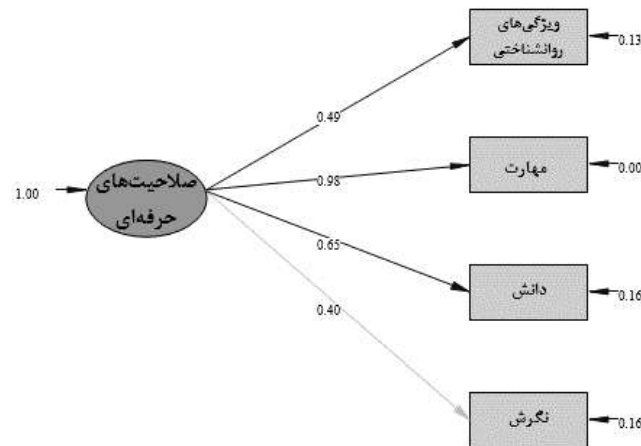 ویژگی‌های
روانشناختی
0.13
0.49
مهارت
0.00
0.98
صلاحیت‌های
حرفه‌ای
1.00
0.65
دانش
0.16
0.40
نگرش
0.16